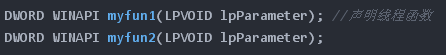 DWORD WINAPI myfun1(LPVOID lpParameter); //声明线程函数
DWORD WINAPI myfun2(LPVOID lpParameter);